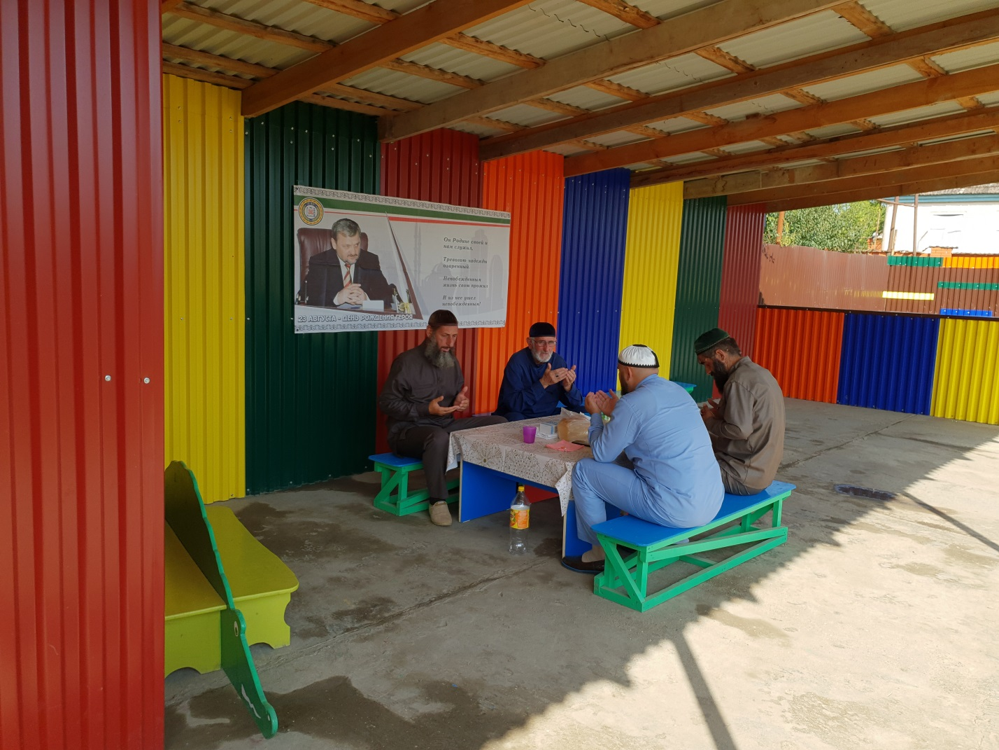 Он Родине своей и
нам служил,
Тревогою надежды
озаренный
Непобежденным
жизнь свою прожил
И из нее ушел
непобежденным!
23 АВГУСТА - ДЕНЬ РОЖДЕНИЯ ГЕРОЯ